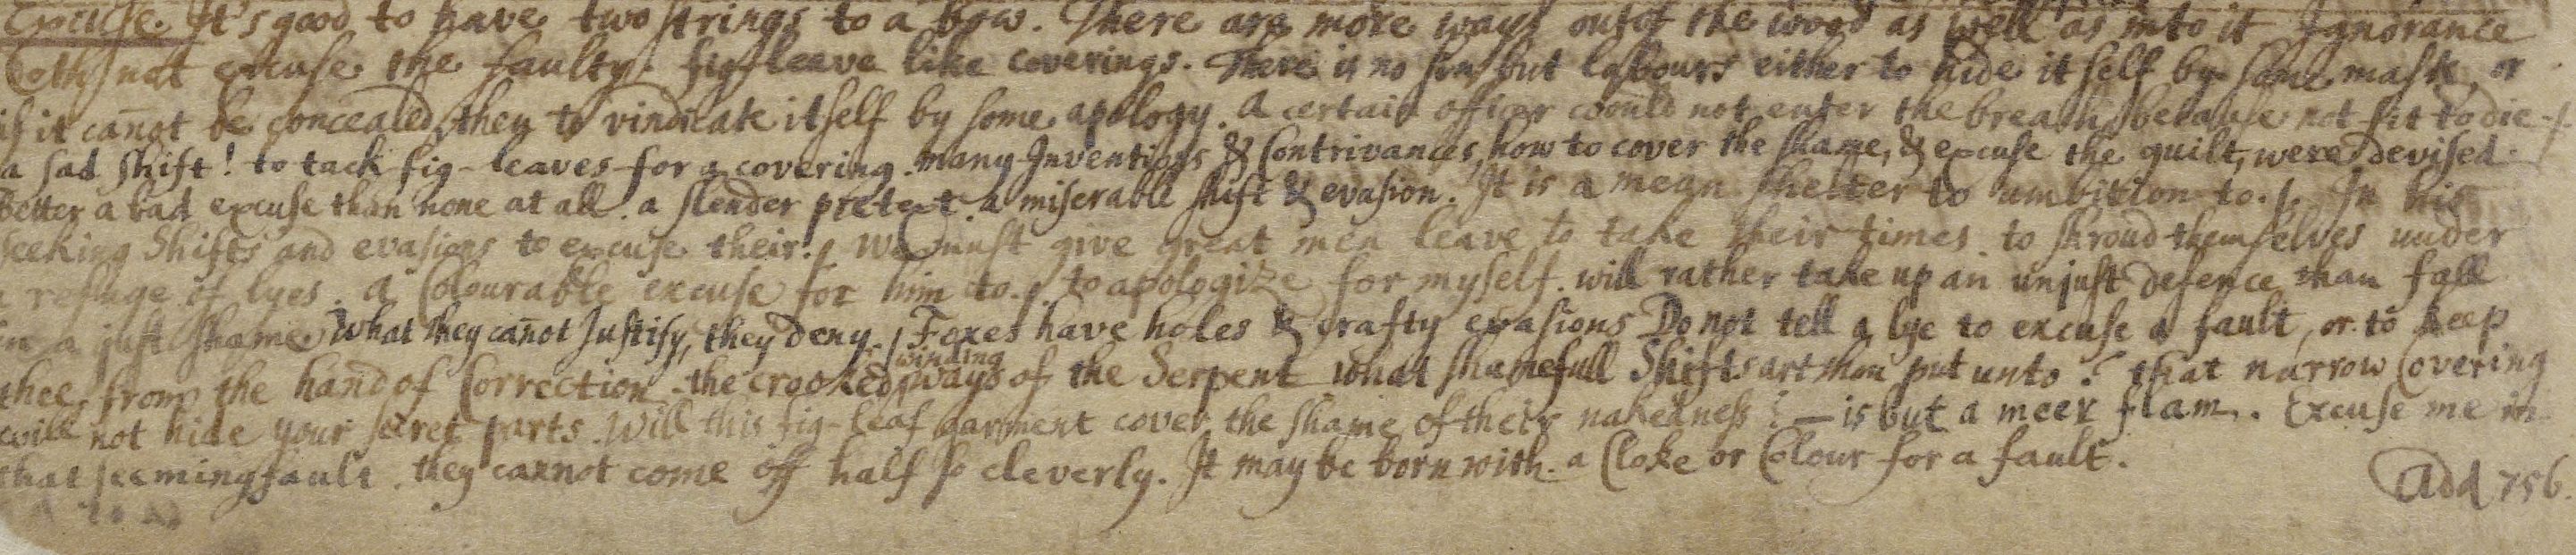 Excuse. It's good to have two strings to a bow. There are more ways out of the wood as well as into it Ignorance
doth not excuse the faulty. fig-leave like coverings. There is no sin but labours either to hide it self by some mask, or
if it cañot be concealed, then to vindicate itself by some apology. A certain officer would not enter the breach, because not fit to die-/.
a sad shift! to tack fig-leaves for a covering. many Inventions & Contrivances, how to cover the shame, & excuse the guilt, were devised.
Better a bad excuse than none at all. a slender pretext. a miserable shift & evasion. It is a mean shelter to ambition to./. In his
seeking Shifts and evasions to excuse their./ We must give great men leave to take their times. to shroud themselves under
a refuge of lyes. a Colourable excuse for him to./. to apologize for myself. will rather take up an unjust defence than fall
in a just shame. What they cañot Justify, they deny./ Foxes have holes & crafty evasions Do not tell a lye to excuse a fault, or to keep
thee from the hand of Correction. the crooked winding ways of the Serpent what shamefull Shifts art thou put unto? that narrow Covering
will not hide your secret parts. Will this fig-leaf garment cover the shame of their nakedness? — is but a meer flam. Excuse me in
that seeming fault. they cannot come off half so cleverly. It may be born with. a Cloke or Colour for a fault.
Add 756.